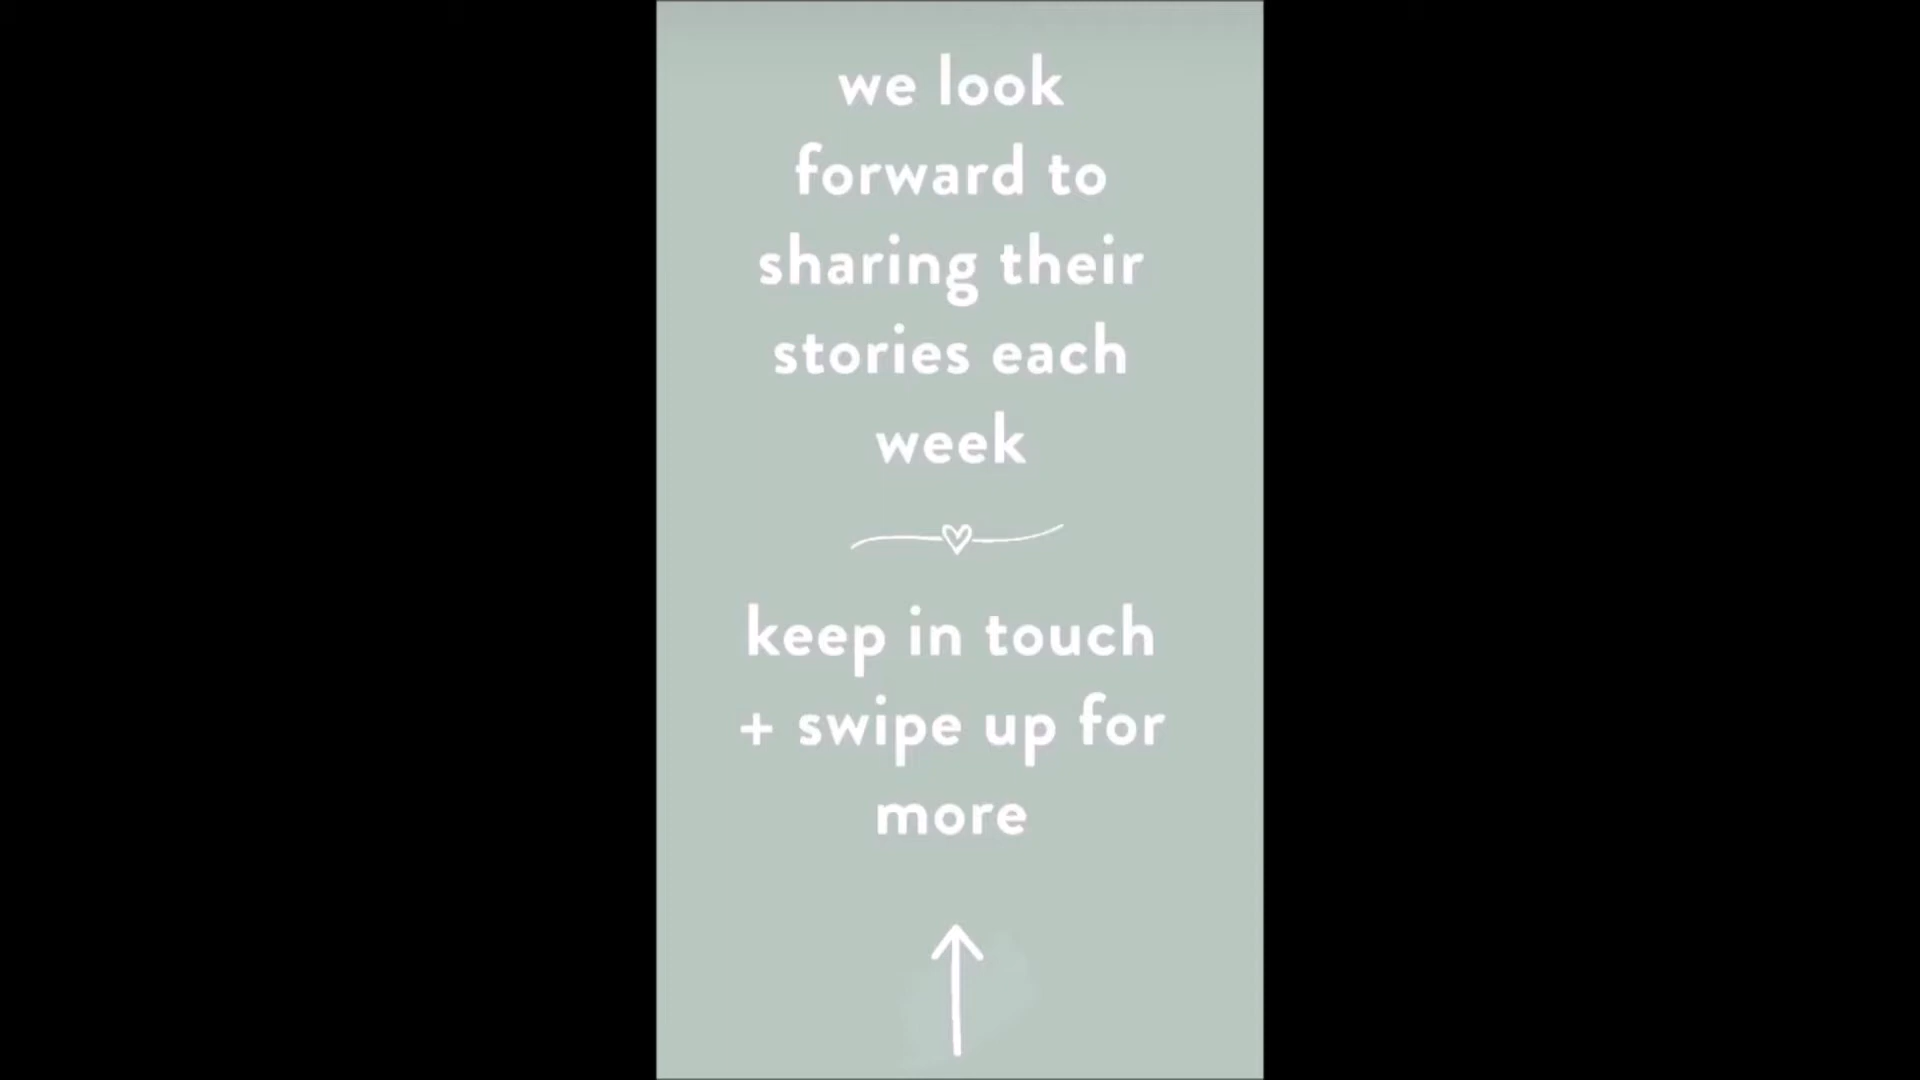 we look
forward to
sharing their
stories each
week
keep in touch
+ swipe up for
more